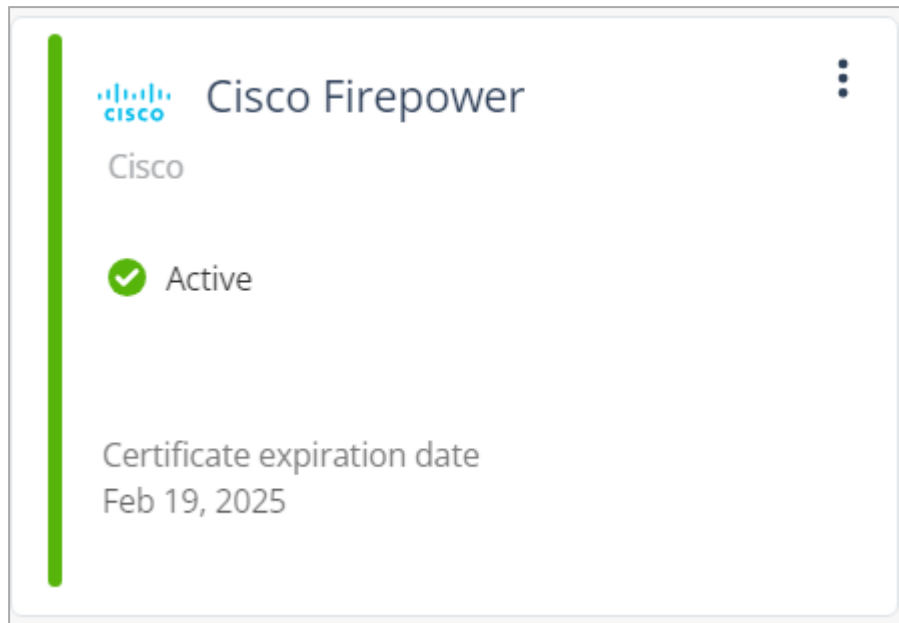 CISCO Cisco Firepower
Cisco
Active
Certificate expiration date
Feb 19, 2025